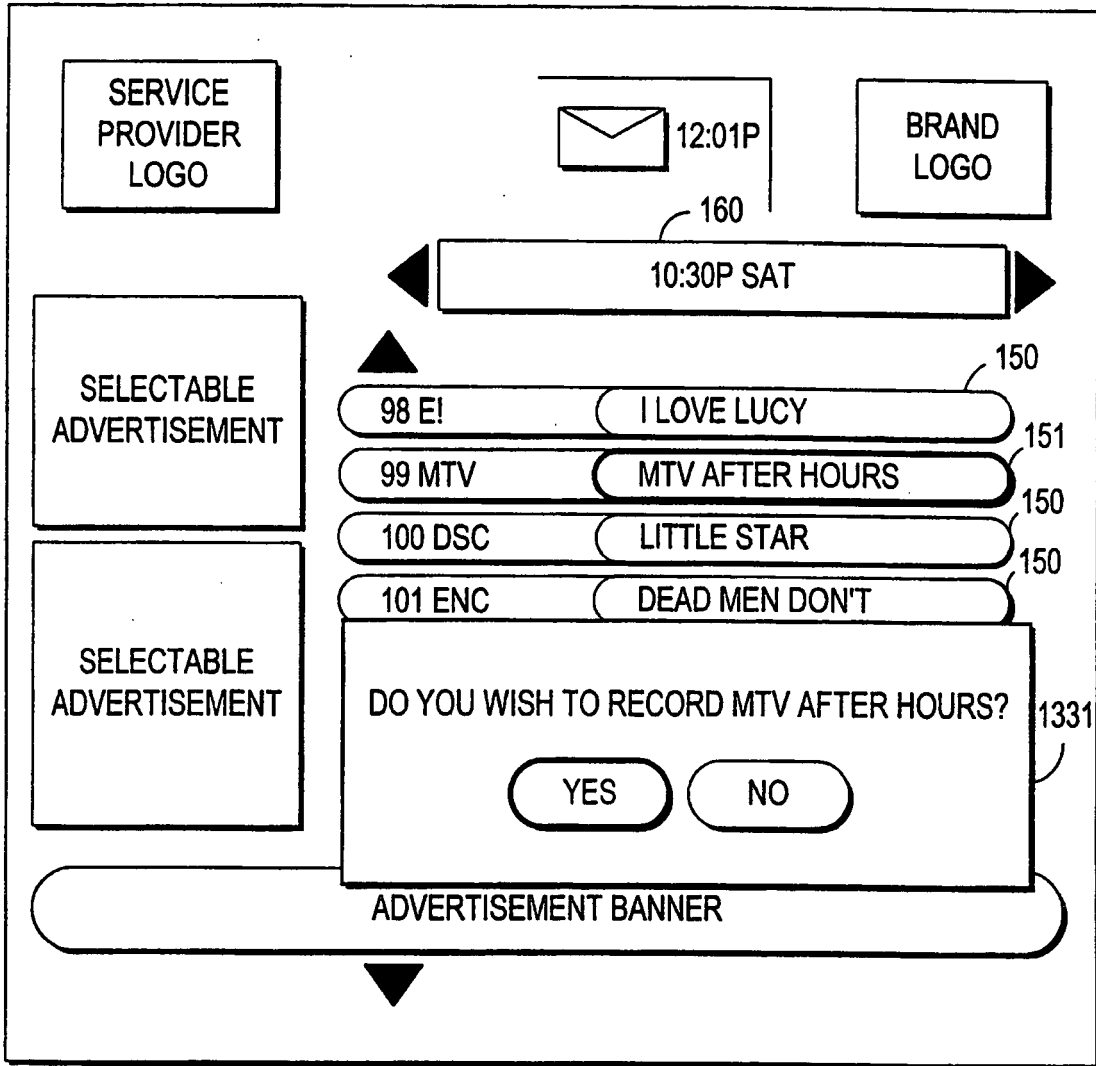 SERVICE
PROVIDER
LOGO
12:01P
BRAND
LOGO
160
10:30P SAT
SELECTABLE
ADVERTISEMENT
150
98 E!
I LOVE LUCY
151
99 MTV
MTV AFTER HOURS
150
100 DSC
LITTLE STAR
150
101 ENC
DEAD MEN DON'T
SELECTABLE
ADVERTISEMENT
DO YOU WISH TO RECORD MTV AFTER HOURS?
1331
YES
NO
ADVERTISEMENT BANNER